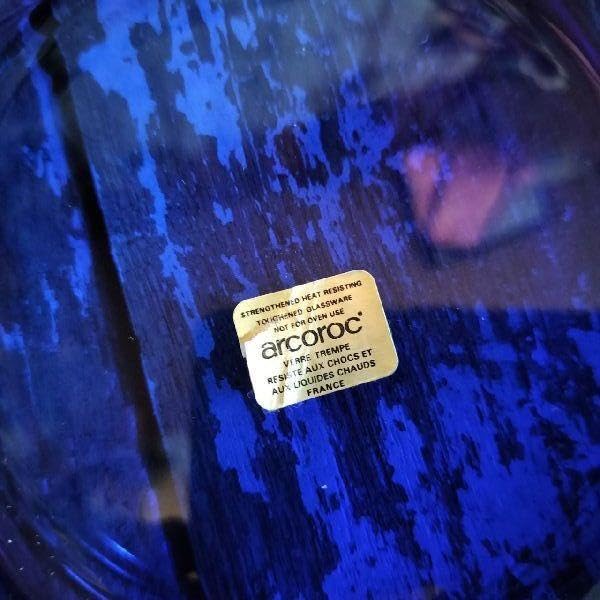 STRENGTHENED HEAT RESISTING
TOUGHENED GLASSWARE
NOT FOR OVEN USE
arcoroc
VERRE TREMPE
RESISTE AUX CHOCS ET
AUX LIQUIDES CHAUDS
FRANCE